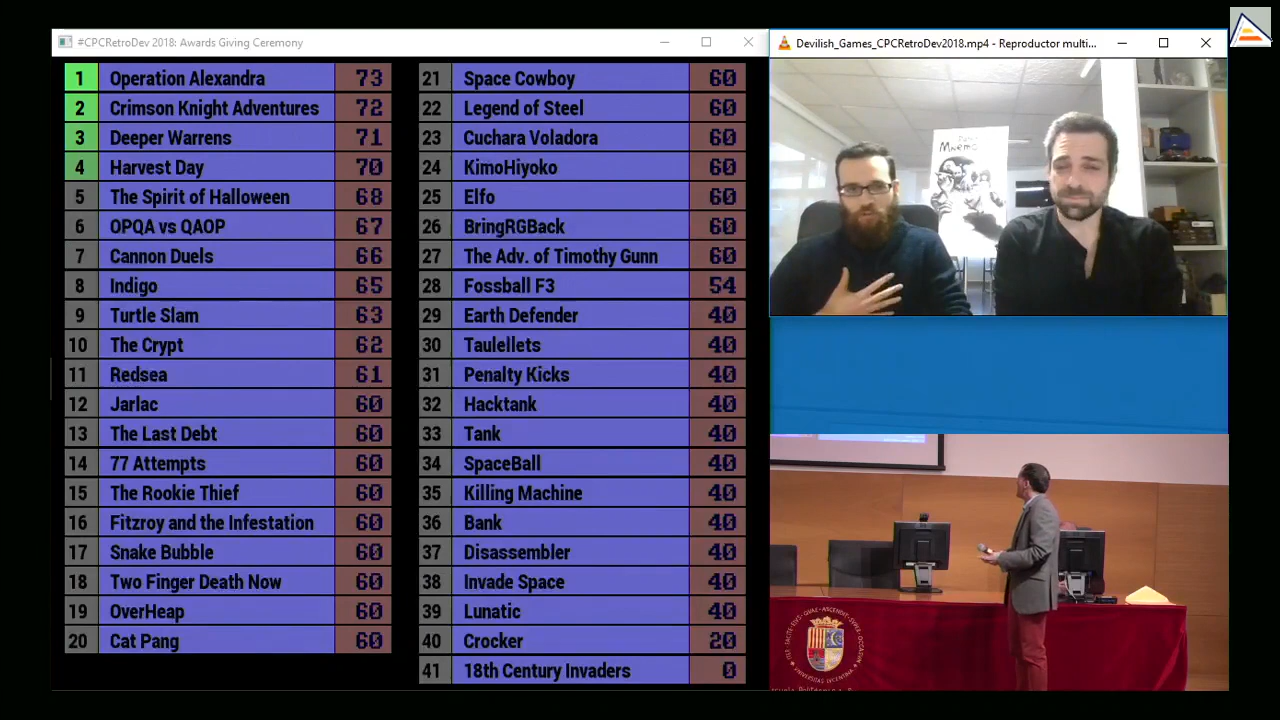 #CPCRetroDev 2018: Awards Giving Ceremony
1 Operation Alexandra 73
2 Crimson Knight Adventures 72
3 Deeper Warrens 71
4 Harvest Day 70
5 The Spirit of Halloween 68
6 OPQA vs QAOP 67
7 Cannon Duels 66
8 Indigo 65
9 Turtle Slam 63
10 The Crypt 62
11 Redsea 61
12 Jarlac 60
13 The Last Debt 60
14 77 Attempts 60
15 The Rookie Thief 60
16 Fitzroy and the Infestation 60
17 Snake Bubble 60
18 Two Finger Death Now 60
19 OverHeap 60
20 Cat Pang 60
21 Space Cowboy 60
22 Legend of Steel 60
23 Cuchara Voladora 60
24 KimoHiyoko 60
25 Elfo 60
26 BringRGBack 60
27 The Adv. of Timothy Gunn 60
28 Fossball F3 54
29 Earth Defender 40
30 Taulellets 40
31 Penalty Kicks 40
32 Hacktank 40
33 Tank 40
34 SpaceBall 40
35 Killing Machine 40
36 Bank 40
37 Disassembler 40
38 Invade Space 40
39 Lunatic 40
40 Crocker 20
41 18th Century Invaders 0
Devilish_Games_CPCRetroDev2018.mp4 - Reproductor multi...